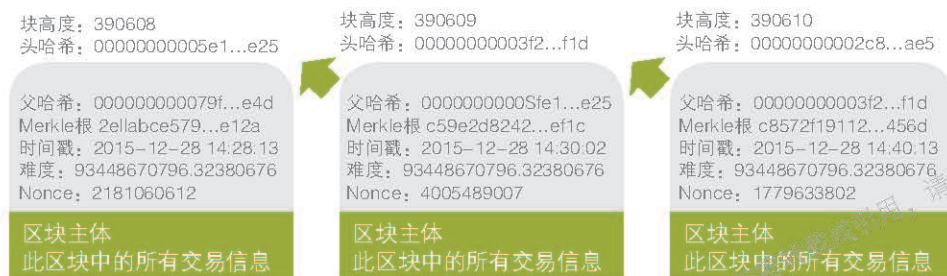 块高度：390608
头哈希：00000000005e1...e25
父哈希：000000000079f...e4d
Merkle根 2ellabce579...e12a
时间戳：2015-12-28 14:28:13
难度：93448670796.32380676
Nonce：2181060612
区块主体
此区块中的所有交易信息
块高度：390609
头哈希：00000000003f2...f1d
父哈希：0000000000Sfe1...e25
Merkle根 c59e2d8242...ef1c
时间戳：2015-12-28 14:30:02
难度：93448670796.32380676
Nonce：4005489007
区块主体
此区块中的所有交易信息
块高度：390610
头哈希：00000000002c8...ae5
父哈希：00000000003f2...f1d
Merkle根 c8572f19112...456d
时间戳：2015-12-28 14:40:13
难度：93448670796.32380676
Nonce：1779633802
区块主体
此区块中的所有交易信息